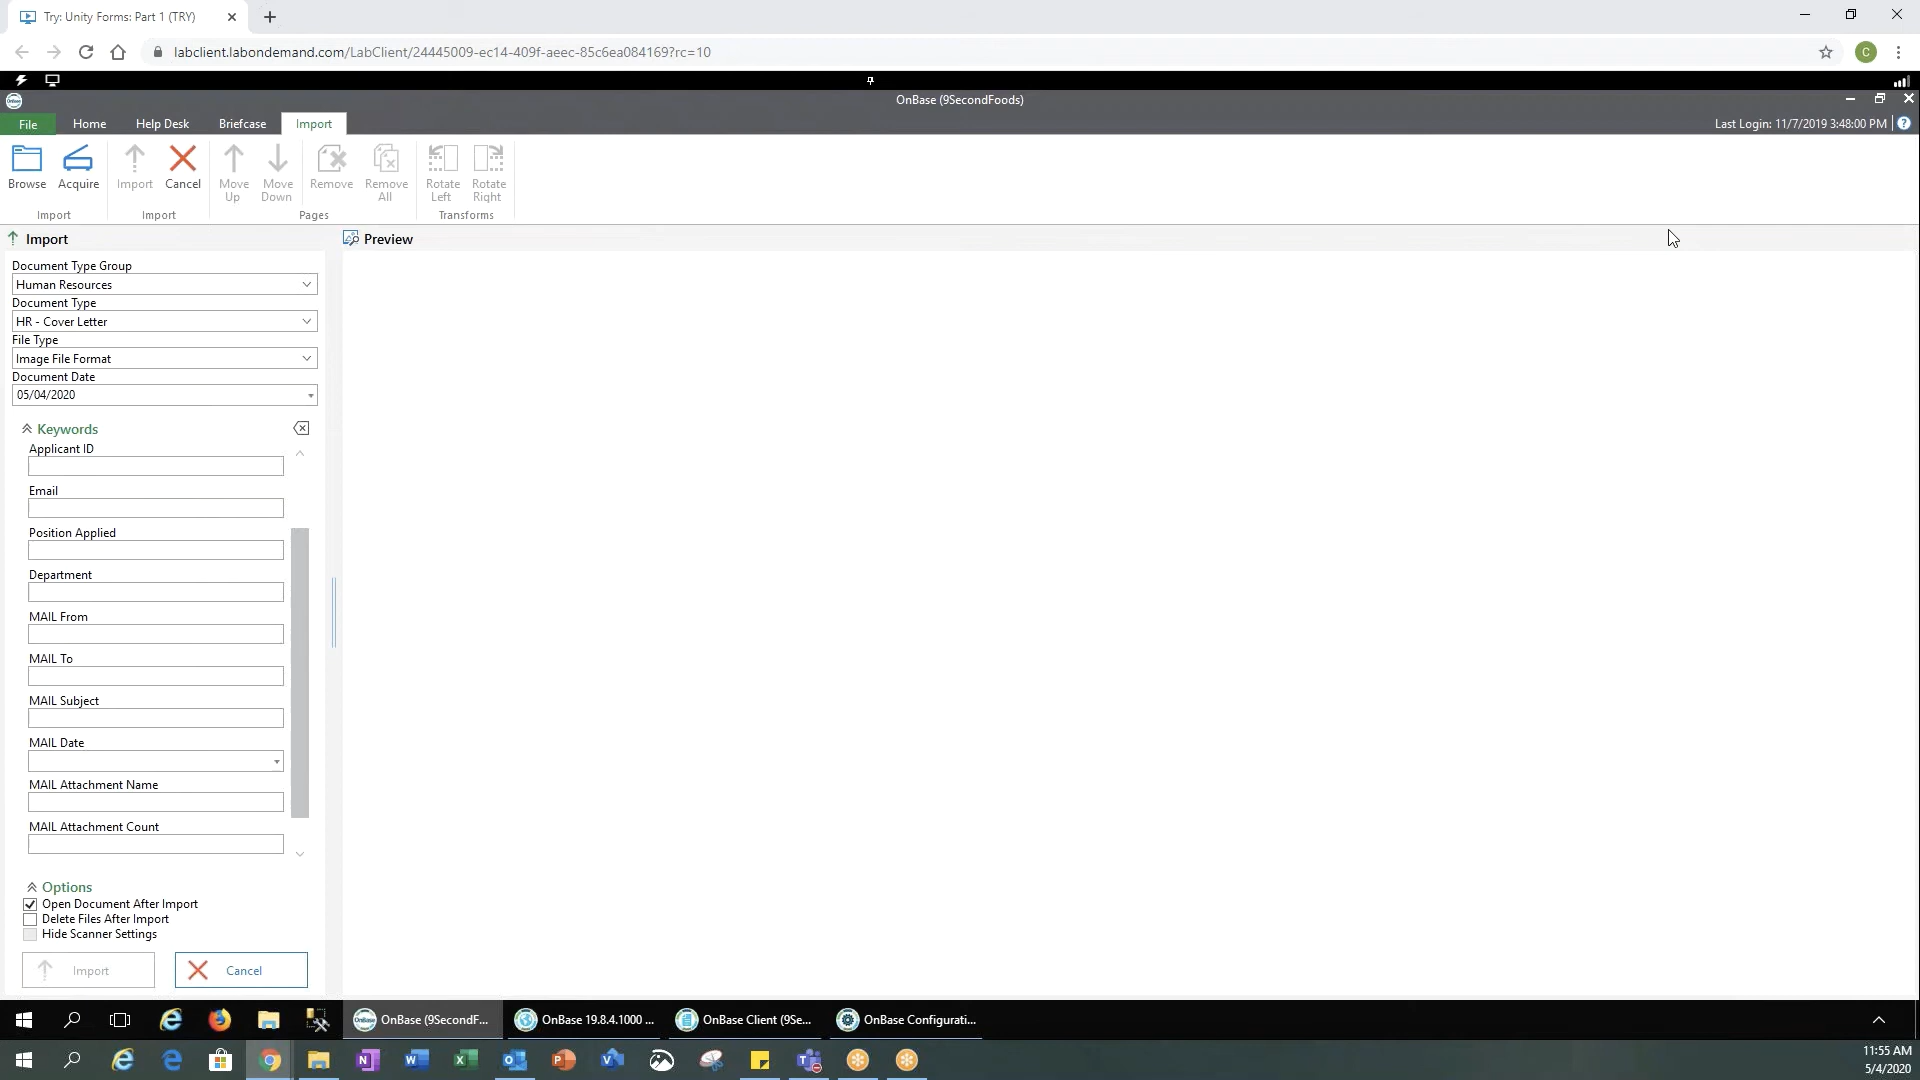 Try: Unity Forms: Part 1 (TRY)
labclient.labondemand.com/LabClient/24445009-ec14-409f-aeec-85c6ea084169?rc=10
C
OnBase (9SecondFoods)
File
Home
Help Desk
Briefcase
Import
Last Login: 11/7/2019 3:48:00 PM
Browse
Acquire
Import
Cancel
Move Up
Move Down
Remove
Remove All
Rotate Left
Rotate Right
Import
Import
Pages
Transforms
Import
Preview
Document Type Group
Human Resources
Document Type
HR - Cover Letter
File Type
Image File Format
Document Date
05/04/2020
Keywords
Applicant ID
Email
Position Applied
Department
MAIL From
MAIL To
MAIL Subject
MAIL Date
MAIL Attachment Name
MAIL Attachment Count
Options
Open Document After Import
Delete Files After Import
Hide Scanner Settings
Import
Cancel
OnBase (9SecondF...
OnBase 19.8.4.1000 ...
OnBase Client (9Se...
OnBase Configurati...
11:55 AM
5/4/2020